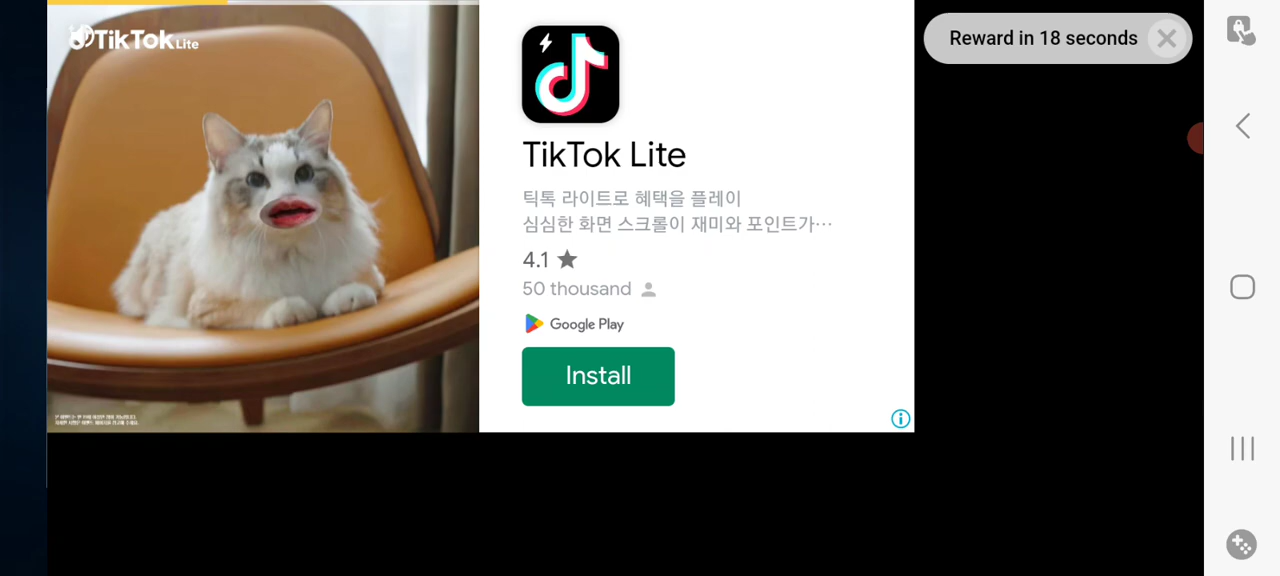 TikTok Lite
TikTok Lite
틱톡 라이트로 혜택을 플레이
심심한 화면 스크롤이 재미와 포인트가…
4.1
50 thousand
Google Play
Install
Reward in 18 seconds